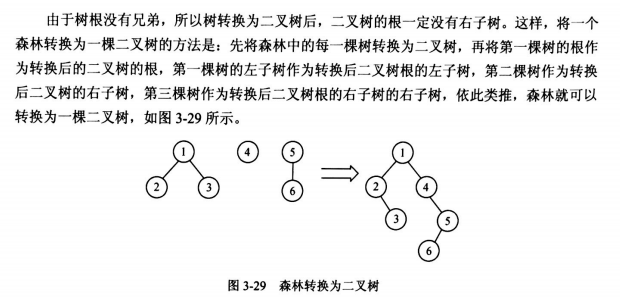 由于树根没有兄弟，所以树转换为二叉树后，二叉树的根一定没有右子树。这样，将一个
森林转换为一棵二叉树的方法是：先将森林中的每一棵树转换为二叉树，再将第一棵树的根作
为转换后的二叉树的根，第一棵树的左子树作为转换后二叉树根的左子树，第二棵树作为转换
后二叉树的右子树，第三棵树作为转换后二叉树根的右子树的右子树，依此类推，森林就可以
转换为一棵二叉树，如图 3-29 所示。
1 4 5 1
2 3 6 2 4
3 5
6
图 3-29 森林转换为二叉树